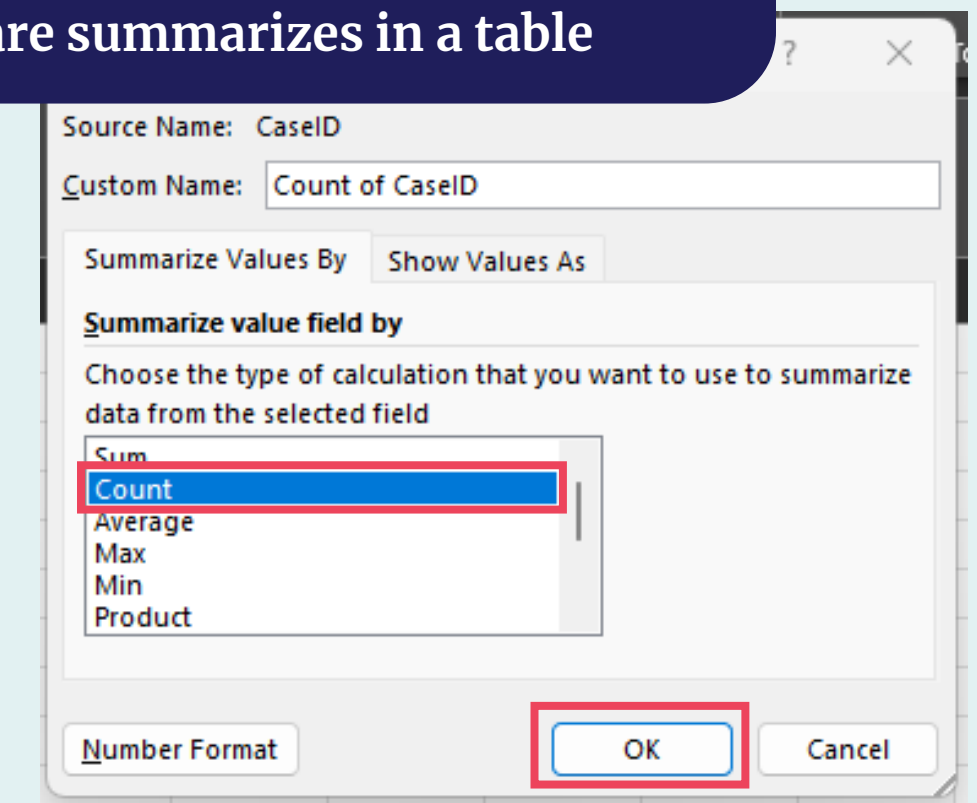 are summarizes in a table
?
Source Name: CaseID
Custom Name: Count of CaseID
Summarize Values By
Show Values As
Summarize value field by
Choose the type of calculation that you want to use to summarize
data from the selected field
Sum
Count
Average
Max
Min
Product
Number Format
OK
Cancel